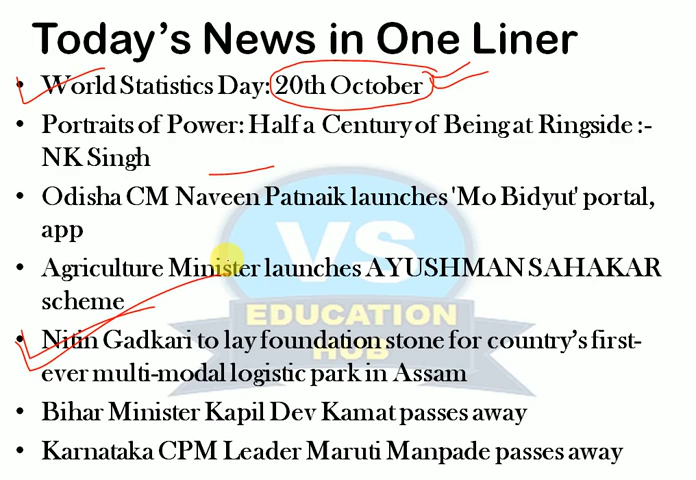 Today's News in One Liner
• World Statistics Day: 20th October
• Portraits of Power: Half a Century of Being at Ringside :-
NK Singh
• Odisha CM Naveen Patnaik launches 'Mo Bidyut' portal,
app
• Agriculture Minister launches AYUSHMAN SAHAKAR
scheme
• Nitin Gadkari to lay foundation stone for country's first-
ever multi-modal logistic park in Assam
• Bihar Minister Kapil Dev Kamat passes away
• Karnataka CPM Leader Maruti Manpade passes away
VS
EDUCATION
HUB